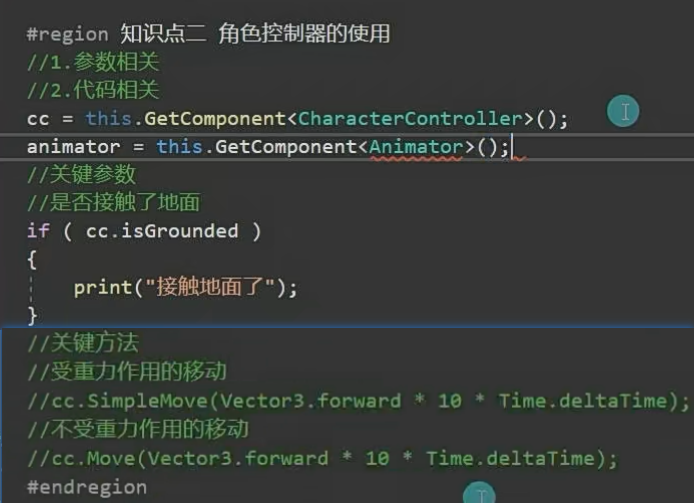 #region 知识点二 角色控制器的使用
//1.参数相关
//2.代码相关
cc = this.GetComponent<CharacterController>();
animator = this.GetComponent<Animator>();
//关键参数
//是否接触了地面
if ( cc.isGrounded )
{
print("接触地面了");
}
//关键方法
//受重力作用的移动
//cc.SimpleMove(Vector3.forward * 10 * Time.deltaTime);
//不受重力作用的移动
//cc.Move(Vector3.forward * 10 * Time.deltaTime);
#endregion